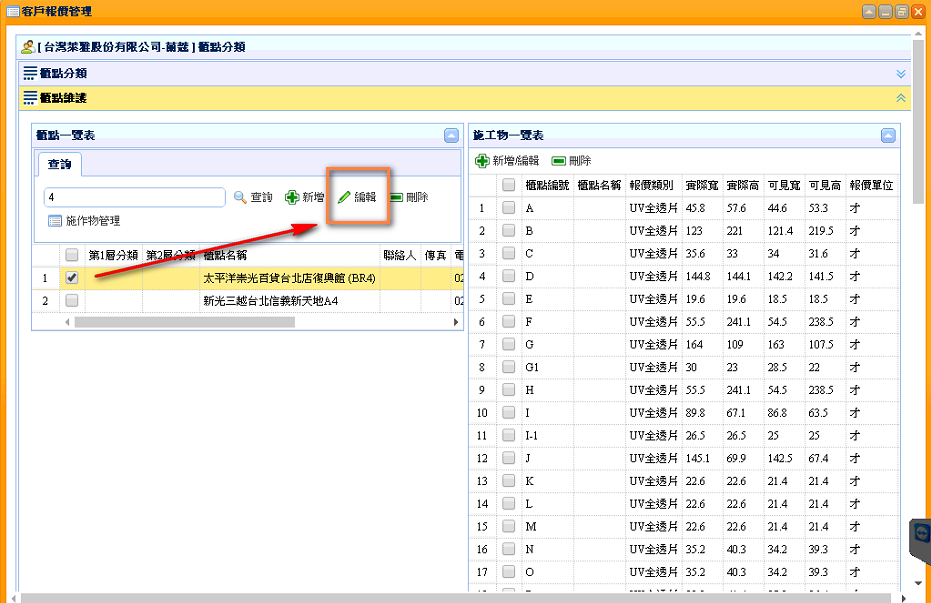 客戶報價管理
[ 台灣萊雅股份有限公司-蘭蔻 ] 櫃點分類
櫃點分類
櫃點維護
櫃點一覽表
查詢
4 查詢 新增 編輯 刪除
施作物管理
第1層分類 第2層分類 櫃點名稱 聯絡人 傳真
1 太平洋崇光百貨台北店復興館 (BR4) 02
2 新光三越台北信義新天地A4 02
施工物一覽表
新增/編輯 刪除
櫃點編號 櫃點名稱 報價類別 實際寬 實際高 可見寬 可見高 報價單位
1 A UV全透片 45.8 57.6 44.6 53.3 才
2 B UV全透片 123 221 121.4 219.5 才
3 C UV全透片 35.6 33 34 31.6 才
4 D UV全透片 144.8 144.1 142.2 141.5 才
5 E UV全透片 19.6 19.6 18.5 18.5 才
6 F UV全透片 55.5 241.1 54.5 238.5 才
7 G UV全透片 164 109 163 107.5 才
8 G1 UV全透片 30 23 28.5 22 才
9 H UV全透片 55.5 241.1 54.5 238.5 才
10 I UV全透片 89.8 67.1 86.8 63.5 才
11 I-1 UV全透片 26.5 26.5 25 25 才
12 J UV全透片 145.1 69.9 142.5 67.4 才
13 K UV全透片 22.6 22.6 21.4 21.4 才
14 L UV全透片 22.6 22.6 21.4 21.4 才
15 M UV全透片 22.6 22.6 21.4 21.4 才
16 N UV全透片 35.2 40.3 34.2 39.3 才
17 O UV全透片 35.2 40.3 34.2 39.3 才